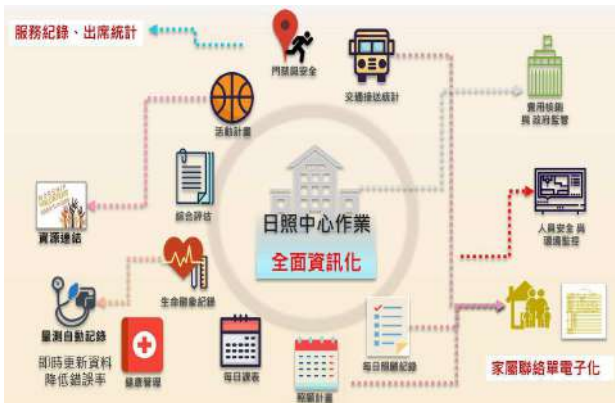 服務紀錄、出席統計
門禁與安全
交通接送統計
費用核銷
與 政府監管
活動計畫
綜合評估
日照中心作業
全面資訊化
人員安全 與
環境監控
資源連結
生命徵象紀錄
量測自動記錄
即時更新資料
降低錯誤率
健康管理
每日課表
照顧計畫
每日照顧紀錄
家屬聯絡單電子化